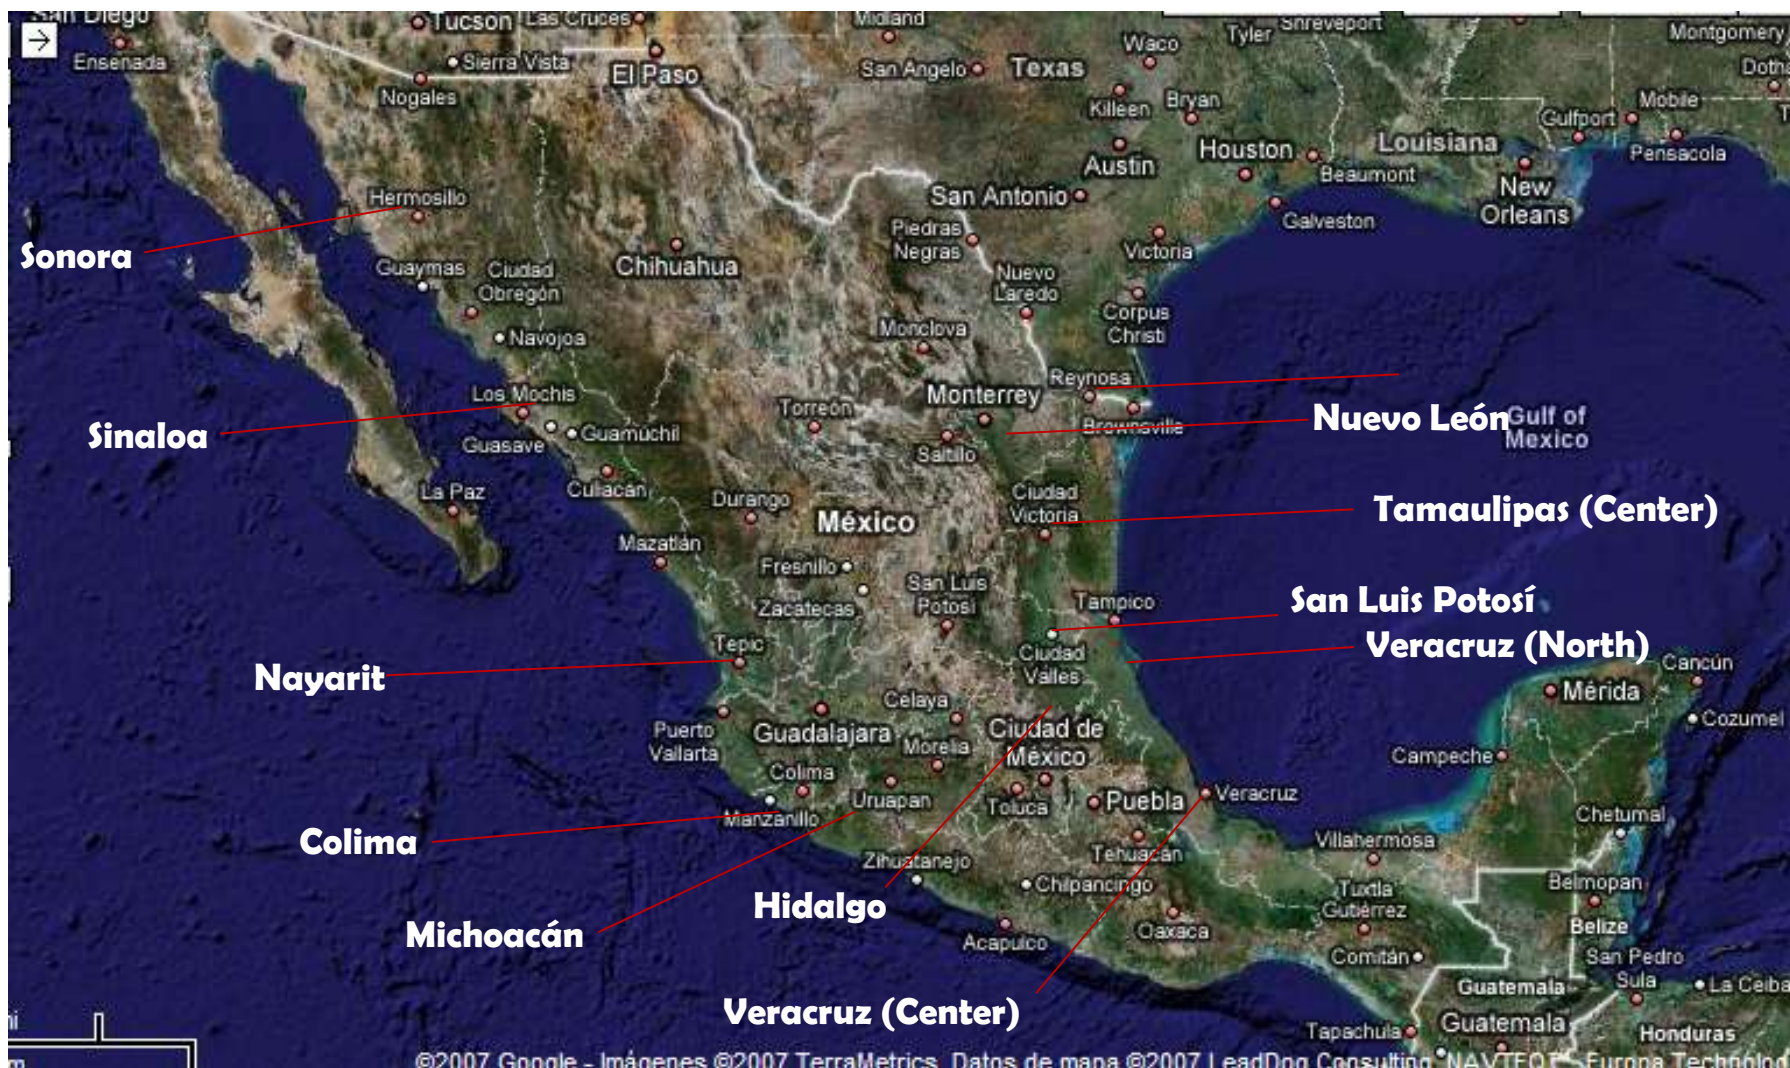 San Diego
Tucson
Las Cruces
Midland
Tyler
Shreveport
Montgomery
Ensenada
Sierra Vista
El Paso
San Angelo
Texas
Waco
Nogales
Killeen
Bryan
Mobile
Gulfport
Austin
Houston
Louisiana
Pensacola
Beaumont
New
Orleans
Hermosillo
San Antonio
Galveston
Sonora
Piedras
Negras
Victoria
Guaymas
Ciudad
Obregón
Chihuahua
Nuevo
Laredo
Corpus
Christi
Navojoa
Monclova
Reynosa
Los Mochis
Monterrey
Torreón
Brownsville
Nuevo León
Gulf of
Mexico
Sinaloa
Guasave
Guamúchil
Saltillo
La Paz
Culiacán
Durango
México
Ciudad
Victoria
Tamaulipas (Center)
Mazatlán
Fresnillo
Zacatecas
San Luis
Potosí
Tampico
San Luis Potosí
Veracruz (North)
Tepic
Ciudad
Valles
Cancún
Nayarit
Mérida
Cozumel
Puerto
Vallarta
Guadalajara
Celaya
Morelia
Ciudad de
México
Campeche
Colima
Manzanillo
Uruapan
Toluca
Puebla
Veracruz
Chetumal
Colima
Tehuacán
Villahermosa
Zihuatanejo
Chilpancingo
Hidalgo
Tuxtla
Gutiérrez
Belmopan
Belize
Michoacán
Acapulco
Oaxaca
Comitán
San Pedro
Sula
La Ceiba
Guatemala
Veracruz (Center)
Tapachula
Guatemala
Honduras
©2007 Google - Imágenes ©2007 TerraMetrics, Datos de mapa ©2007 LeadDog Consulting, NAVTEQ, Europa Technolog